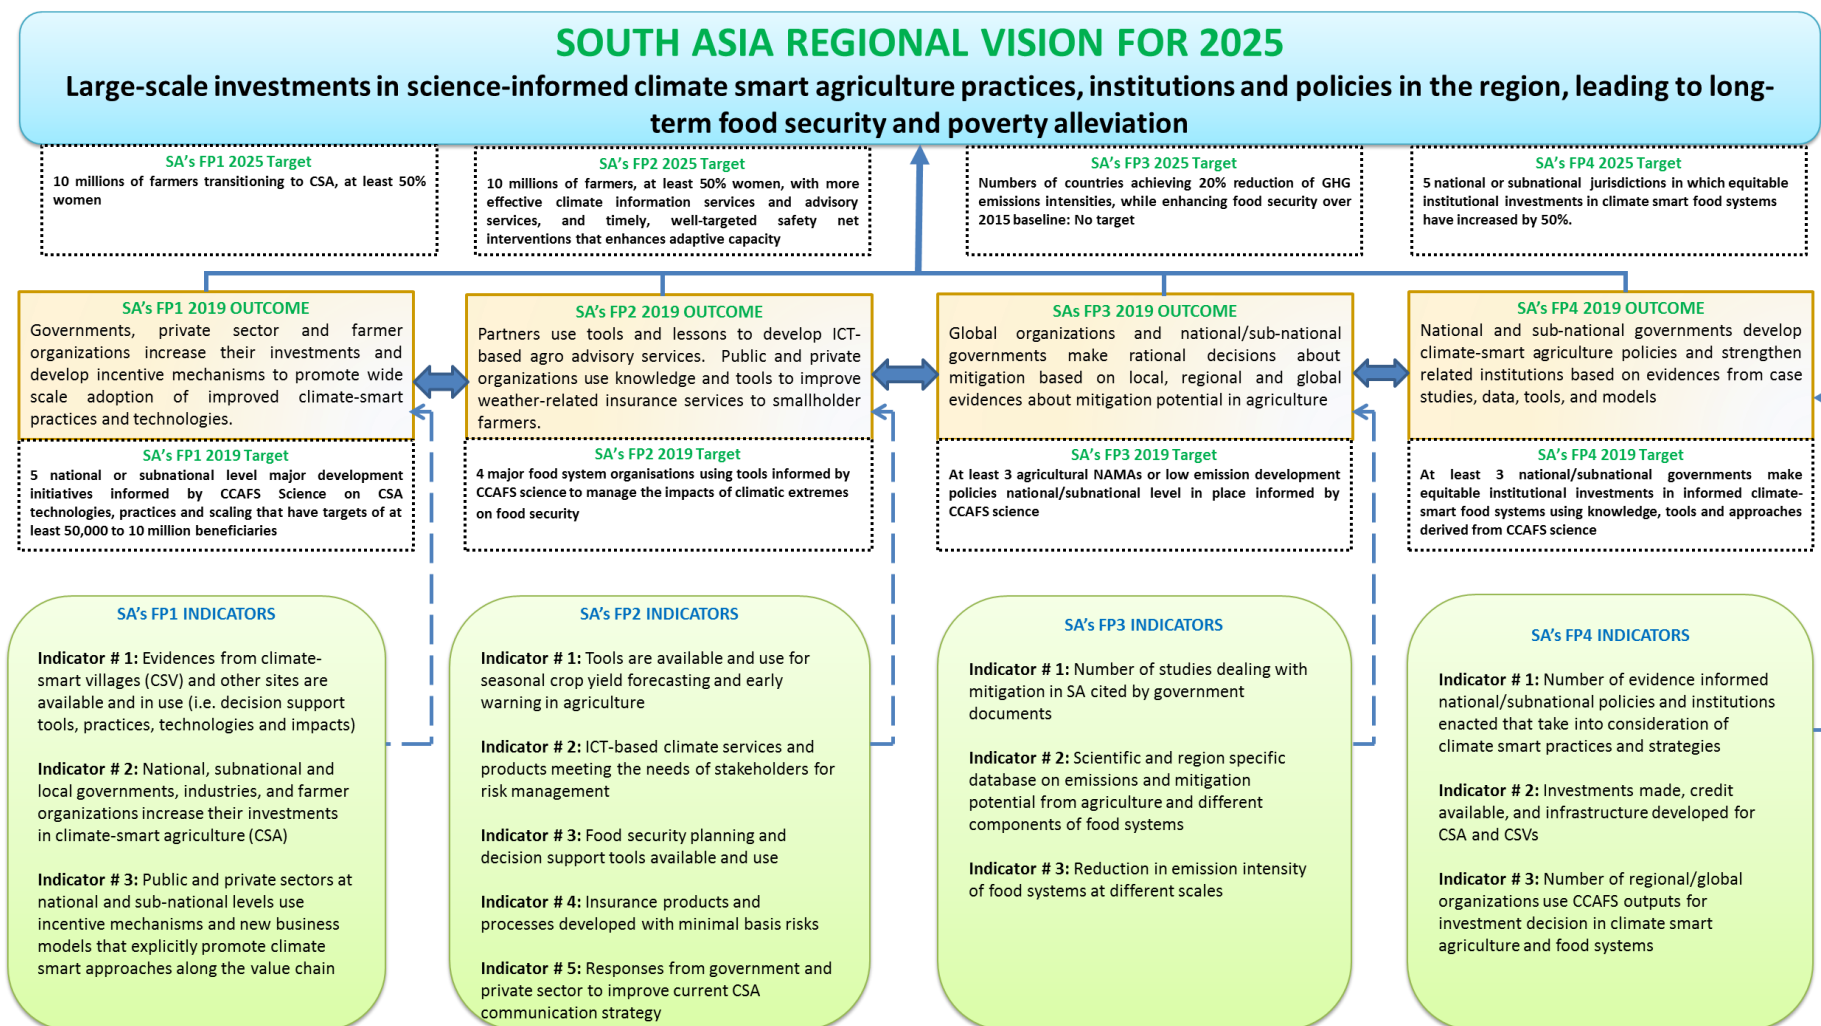 SOUTH ASIA REGIONAL VISION FOR 2025
Large-scale investments in science-informed climate smart agriculture practices, institutions and policies in the region, leading to long-
term food security and poverty alleviation
SA's FP1 2025 Target
10 millions of farmers transitioning to CSA, at least 50%
women
SA's FP2 2025 Target
10 millions of farmers, at least 50% women, with more
effective climate information services and advisory
services, and timely, well-targeted safety net
interventions that enhances adaptive capacity
SA's FP3 2025 Target
Numbers of countries achieving 20% reduction of GHG
emissions intensities, while enhancing food security over
2015 baseline: No target
SA's FP4 2025 Target
5 national or subnational jurisdictions in which equitable
institutional investments in climate smart food systems
have increased by 50%.
SA's FP1 2019 OUTCOME
Governments, private sector and farmer
organizations increase their investments and
develop incentive mechanisms to promote wide
scale adoption of improved climate-smart
practices and technologies.
SA's FP2 2019 OUTCOME
Partners use tools and lessons to develop ICT-
based agro advisory services. Public and private
organizations use knowledge and tools to improve
weather-related insurance services to smallholder
farmers.
SAs FP3 2019 OUTCOME
Global organizations and national/sub-national
governments make rational decisions about
mitigation based on local, regional and global
evidences about mitigation potential in agriculture
SA's FP4 2019 OUTCOME
National and sub-national governments develop
climate-smart agriculture policies and strengthen
related institutions based on evidences from case
studies, data, tools, and models
SA's FP1 2019 Target
5 national or subnational level major development
initiatives informed by CCAFS Science on CSA
technologies, practices and scaling that have targets of at
least 50,000 to 10 million beneficiaries
SA's FP2 2019 Target
4 major food system organisations using tools informed by
CCAFS science to manage the impacts of climatic extremes
on food security
SA's FP3 2019 Target
At least 3 agricultural NAMAs or low emission development
policies national/subnational level in place informed by
CCAFS science
SA's FP4 2019 Target
At least 3 national/subnational governments make
equitable institutional investments in informed climate-
smart food systems using knowledge, tools and approaches
derived from CCAFS science
SA's FP1 INDICATORS
Indicator # 1: Evidences from climate-
smart villages (CSV) and other sites are
available and in use (i.e. decision support
tools, practices, technologies and impacts)
Indicator # 2: National, subnational and
local governments, industries, and farmer
organizations increase their investments
in climate-smart agriculture (CSA)
Indicator # 3: Public and private sectors at
national and sub-national levels use
incentive mechanisms and new business
models that explicitly promote climate
smart approaches along the value chain
SA's FP2 INDICATORS
Indicator # 1: Tools are available and use for
seasonal crop yield forecasting and early
warning in agriculture
Indicator # 2: ICT-based climate services and
products meeting the needs of stakeholders for
risk management
Indicator # 3: Food security planning and
decision support tools available and use
Indicator # 4: Insurance products and
processes developed with minimal basis risks
Indicator # 5: Responses from government and
private sector to improve current CSA
communication strategy
SA's FP3 INDICATORS
Indicator # 1: Number of studies dealing with
mitigation in SA cited by government
documents
Indicator # 2: Scientific and region specific
database on emissions and mitigation
potential from agriculture and different
components of food systems
Indicator # 3: Reduction in emission intensity
of food systems at different scales
SA's FP4 INDICATORS
Indicator # 1: Number of evidence informed
national/subnational policies and institutions
enacted that take into consideration of
climate smart practices and strategies
Indicator # 2: Investments made, credit
available, and infrastructure developed for
CSA and CSVs
Indicator # 3: Number of regional/global
organizations use CCAFS outputs for
investment decision in climate smart
agriculture and food systems